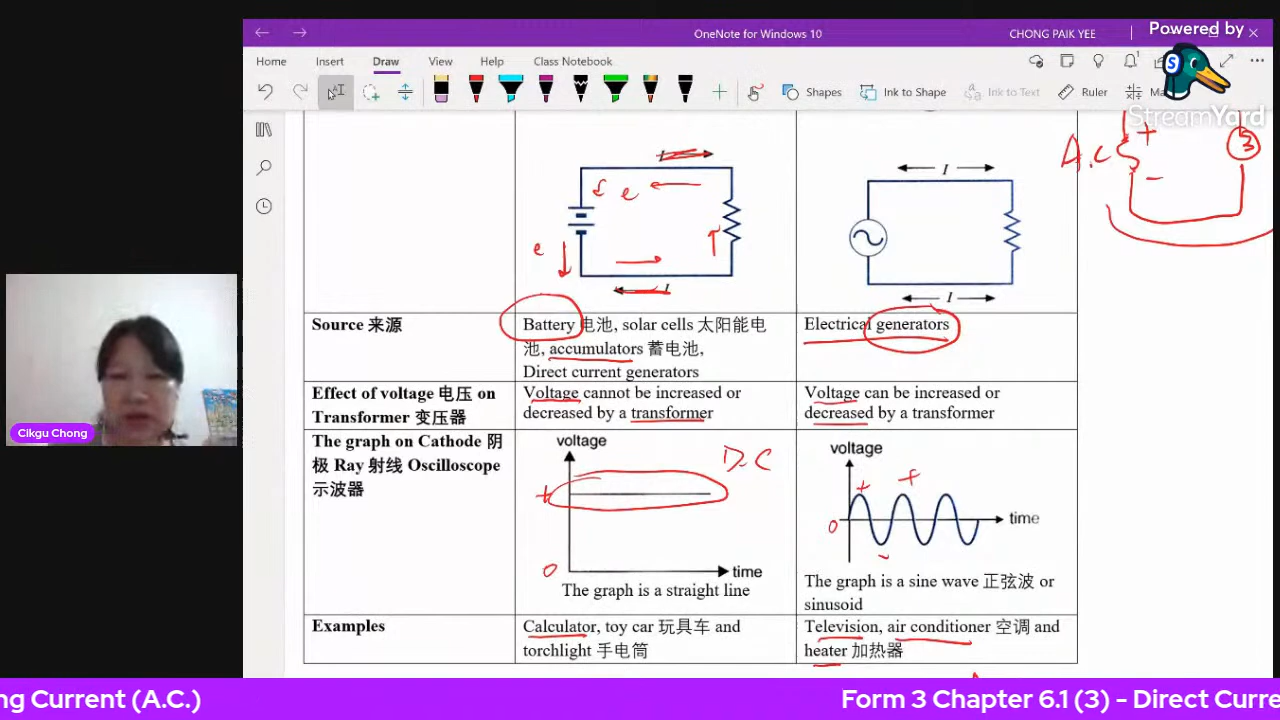 OneNote for Windows 10
CHONG PAIK YEE
Powered by
StreamYard
Home Insert Draw View Help Class Notebook
Shapes Ink to Shape Ink to Text Ruler
A.C + - 3
I
e e
I
I
I
Source 来源
Battery 电池, solar cells 太阳能电
池, accumulators 蓄电池,
Direct current generators
Electrical generators
Effect of voltage 电压 on
Transformer 变压器
Voltage cannot be increased or
decreased by a transformer
Voltage can be increased or
decreased by a transformer
The graph on Cathode 阴
极 Ray 射线 Oscilloscope
示波器
voltage
D.C
+
0
time
The graph is a straight line
voltage
+ +
0
time
-
The graph is a sine wave 正弦波 or
sinusoid
Examples
Calculator, toy car 玩具车 and
torchlight 手电筒
Television, air conditioner 空调 and
heater 加热器
Cikgu Chong
ng Current (A.C.)
Form 3 Chapter 6.1 (3) - Direct Curre